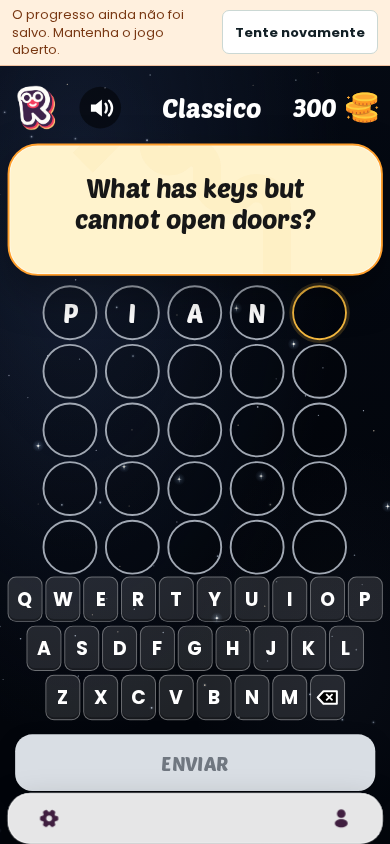 O progresso ainda não foi
salvo. Mantenha o jogo
aberto.
Tente novamente
R
Classico
300
What has keys but
cannot open doors?
P I A N
Q W E R T Y U I O P
A S D F G H J K L
Z X C V B N M
ENVIAR